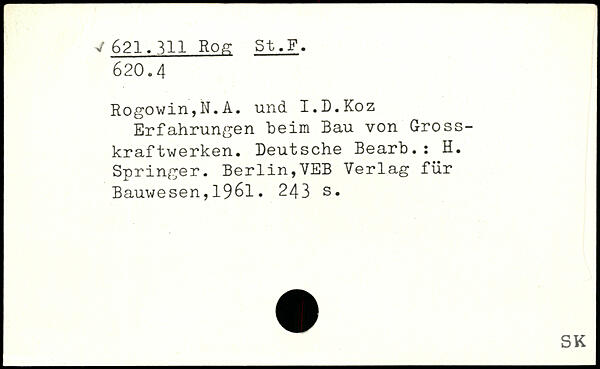 ✓ 621.311 Rog St.F.
620.4
Rogowin,N.A. und I.D.Koz
Erfahrungen beim Bau von Gross-
kraftwerken. Deutsche Bearb.: H.
Springer. Berlin,VEB Verlag für
Bauwesen,1961. 243 s.
SK